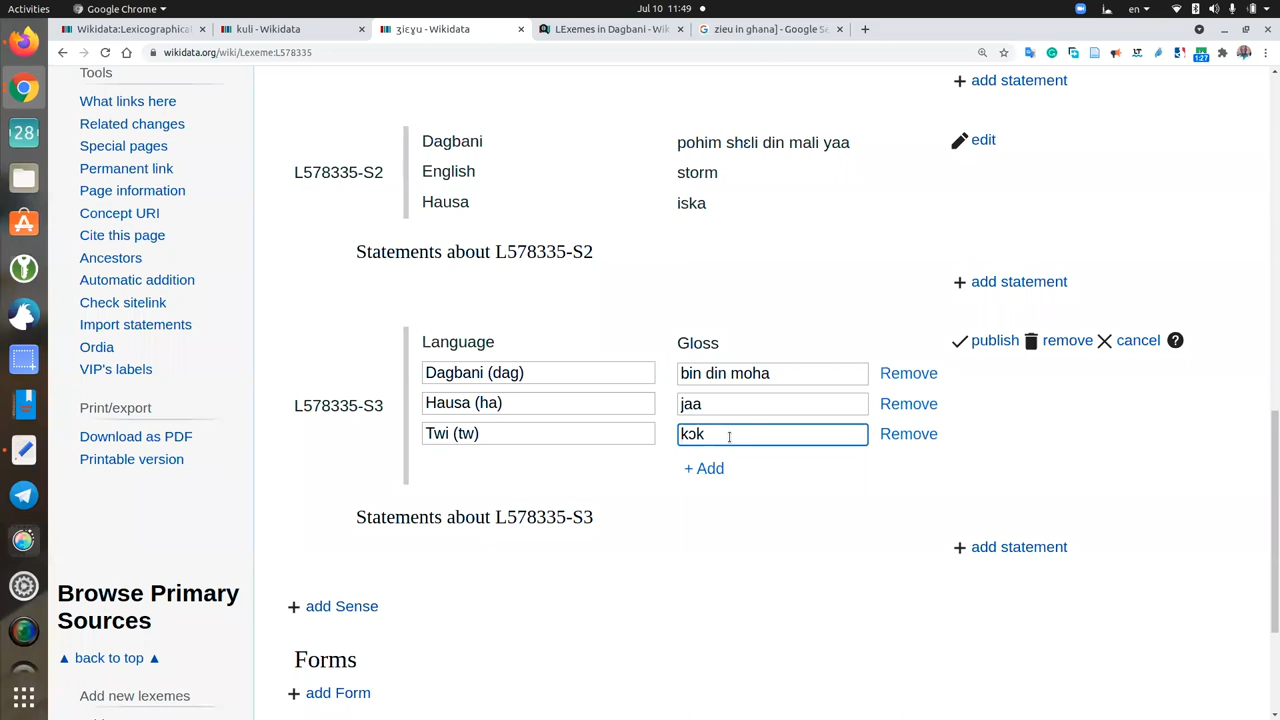 Activities
Google Chrome
Jul 10 11:49
en
Wikidata:Lexicographical
kuli - Wikidata
ʒiɛɣu - Wikidata
LExemes in Dagbani - Wik
zieu in ghana] - Google Se
wikidata.org/wiki/Lexeme:L578335
1:27
28
Tools
What links here
Related changes
Special pages
Permanent link
Page information
Concept URI
Cite this page
Ancestors
Automatic addition
Check sitelink
Import statements
Ordia
VIP's labels
Print/export
Download as PDF
Printable version
Browse Primary
Sources
▲ back to top ▲
Add new lexemes
+ add statement
L578335-S2
Dagbani pohim shɛli din mali yaa
English storm
Hausa iska
edit
Statements about L578335-S2
+ add statement
L578335-S3
Language Gloss
publish remove cancel ?
Dagbani (dag) bin din moha Remove
Hausa (ha) jaa Remove
Twi (tw) kɔk Remove
+ Add
Statements about L578335-S3
+ add statement
+ add Sense
Forms
+ add Form